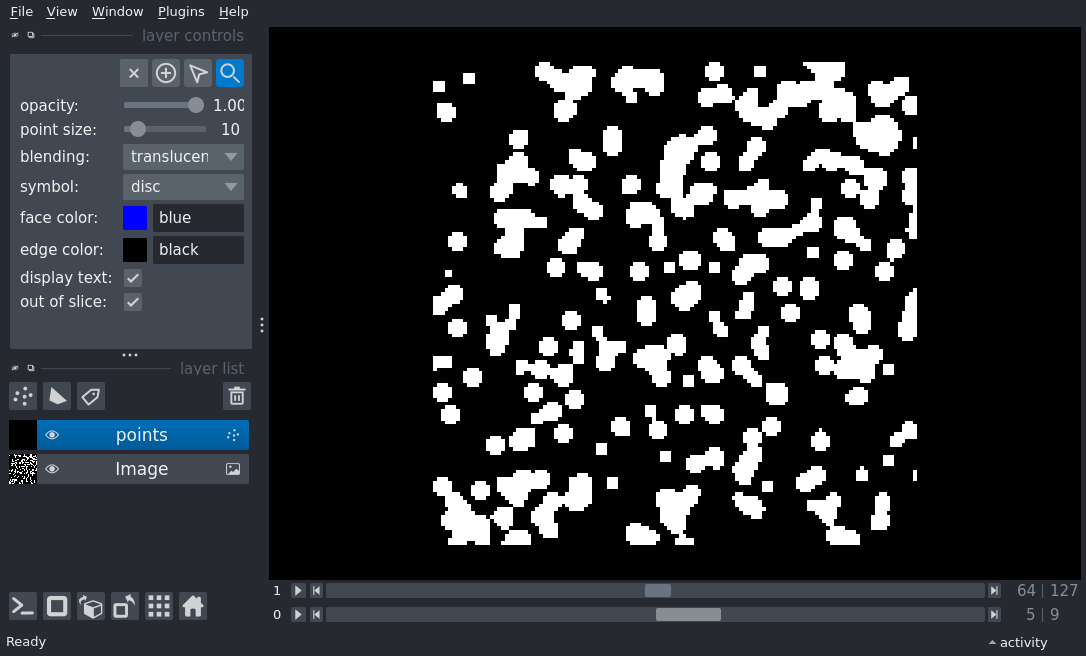 File View Window Plugins Help
layer controls
opacity: 1.00
point size: 10
blending: translucen
symbol: disc
face color: blue
edge color: black
display text:
out of slice:
layer list
points
Image
1 64 | 127
0 5 | 9
Ready activity